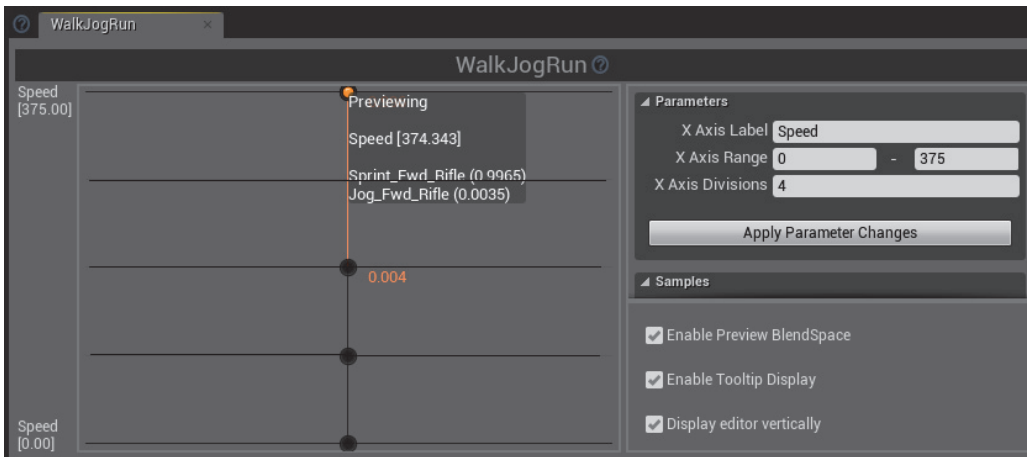 WalkJogRun
WalkJogRun
Speed
[375.00]
Previewing
Speed [374.343]
Sprint_Fwd_Rifle (0.9965)
Jog_Fwd_Rifle (0.0035)
0.004
Speed
[0.00]
Parameters
X Axis Label Speed
X Axis Range 0 - 375
X Axis Divisions 4
Apply Parameter Changes
Samples
Enable Preview BlendSpace
Enable Tooltip Display
Display editor vertically